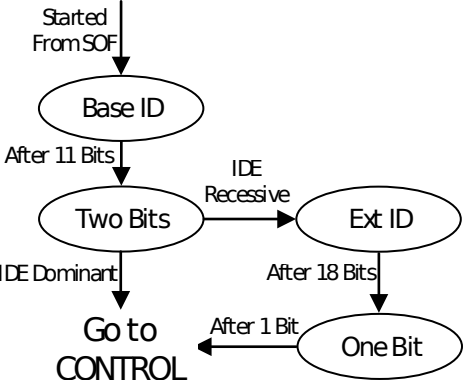 Started
From SOF
Base ID
After 11 Bits
IDE
Recessive
Two Bits
Ext ID
IDE Dominant
After 18 Bits
Go to
CONTROL
After 1 Bit
One Bit